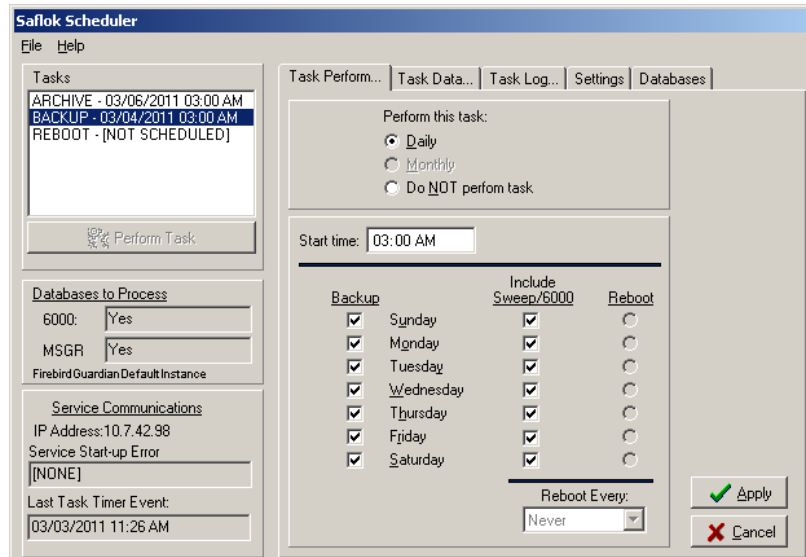 Saflok Scheduler
File Help
Tasks
ARCHIVE - 03/06/2011 03:00 AM
BACKUP - 03/04/2011 03:00 AM
REBOOT - [NOT SCHEDULED]
Perform Task
Databases to Process
6000: Yes
MSGR Yes
FirebirdGuardianDefaultInstance
Service Communications
IP Address:10.7.42.98
Service Start-up Error
[NONE]
Last Task Timer Event:
03/03/2011 11:26 AM
Task Perform... Task Data... Task Log... Settings Databases
Perform this task:
Daily
Monthly
Do NOT perfom task
Start time: 03:00 AM
Include
Backup Sweep/6000 Reboot
Sunday
Monday
Tuesday
Wednesday
Thursday
Friday
Saturday
Reboot Every:
Never
Apply
Cancel